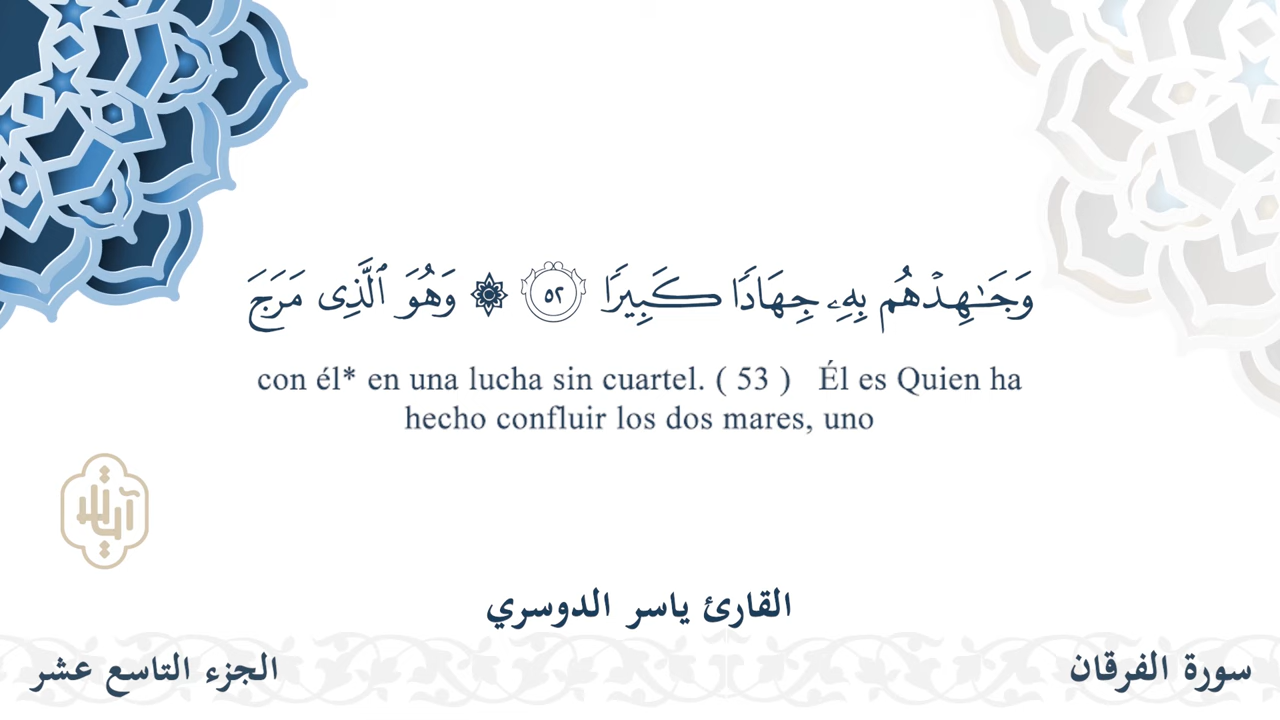 وَجَـٰهِدۡهُم بِهِۦ جِهَادٗا كَبِيرٗا ٥٢ ۞ وَهُوَ ٱلَّذِی مَرَجَ
con él* en una lucha sin cuartel. ( 53 ) Él es Quien ha
hecho confluir los dos mares, uno
القارئ ياسر الدوسري
سورة الفرقان
الجزء التاسع عشر